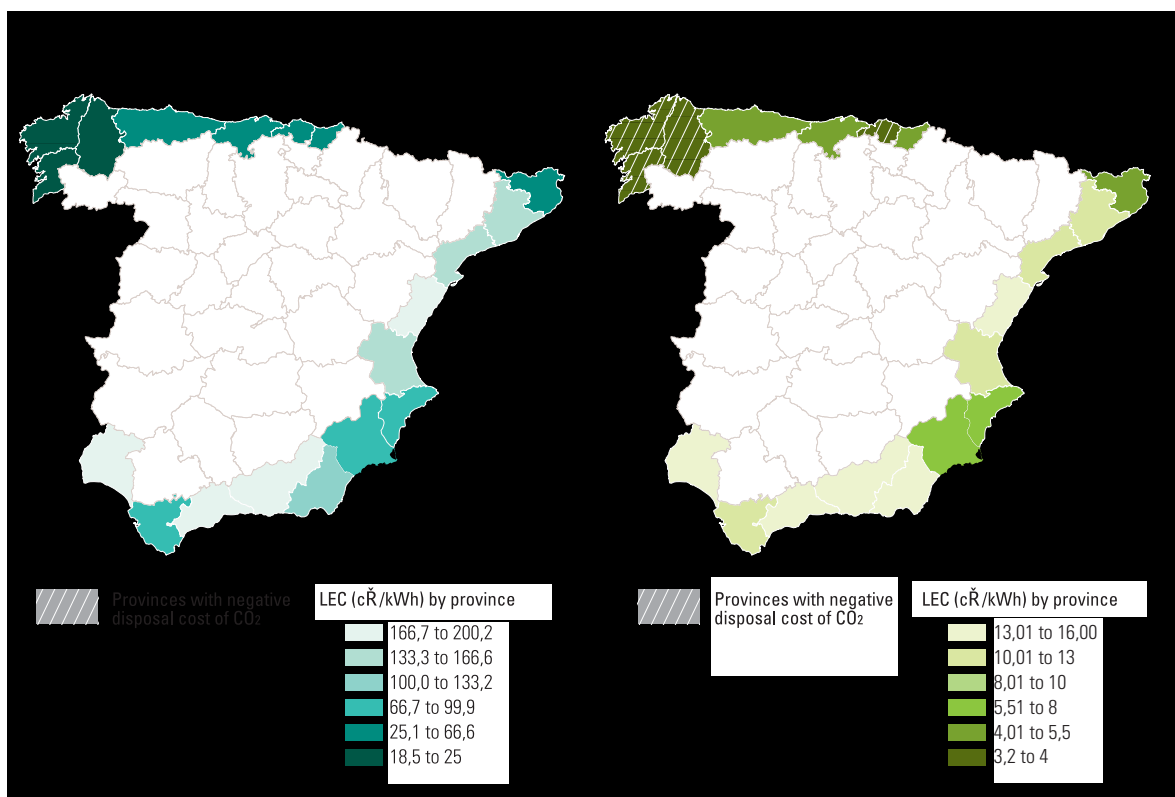 Provinces with negative
disposal cost of CO2
LEC (cŘ/kWh) by province
166,7 to 200,2
133,3 to 166,6
100,0 to 133,2
66,7 to 99,9
25,1 to 66,6
18,5 to 25
Provinces with negative
disposal cost of CO2
LEC (cŘ/kWh) by province
13,01 to 16,00
10,01 to 13
8,01 to 10
5,51 to 8
4,01 to 5,5
3,2 to 4